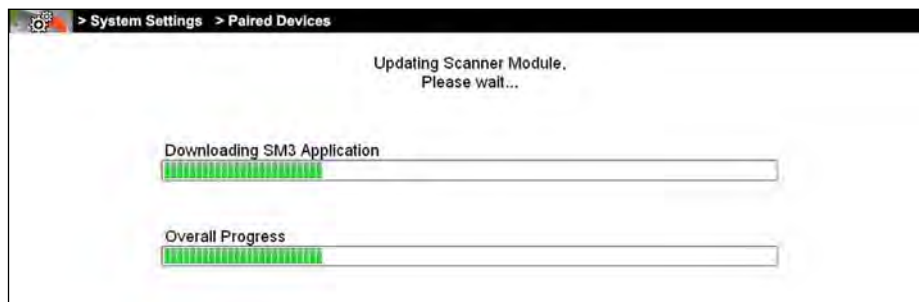 > System Settings > Paired Devices
Updating Scanner Module,
Please wait...
Downloading SM3 Application
Overall Progress